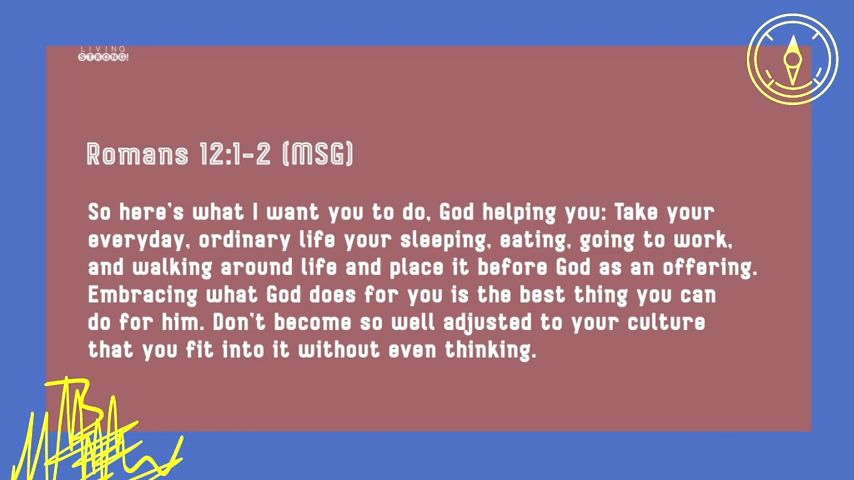 LIVING
STRONG!
Romans 12:1-2 (MSG)
So here's what I want you to do, God helping you: Take your
everyday, ordinary life your sleeping, eating, going to work,
and walking around life and place it before God as an offering.
Embracing what God does for you is the best thing you can
do for him. Don't become so well adjusted to your culture
that you fit into it without even thinking.